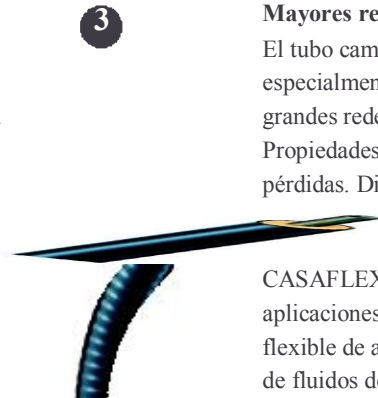 3
Mayores re
El tubo cam
especialmen
grandes rede
Propiedades
pérdidas. Di
CASAFLEX
aplicaciones
flexible de a
de fluidos de